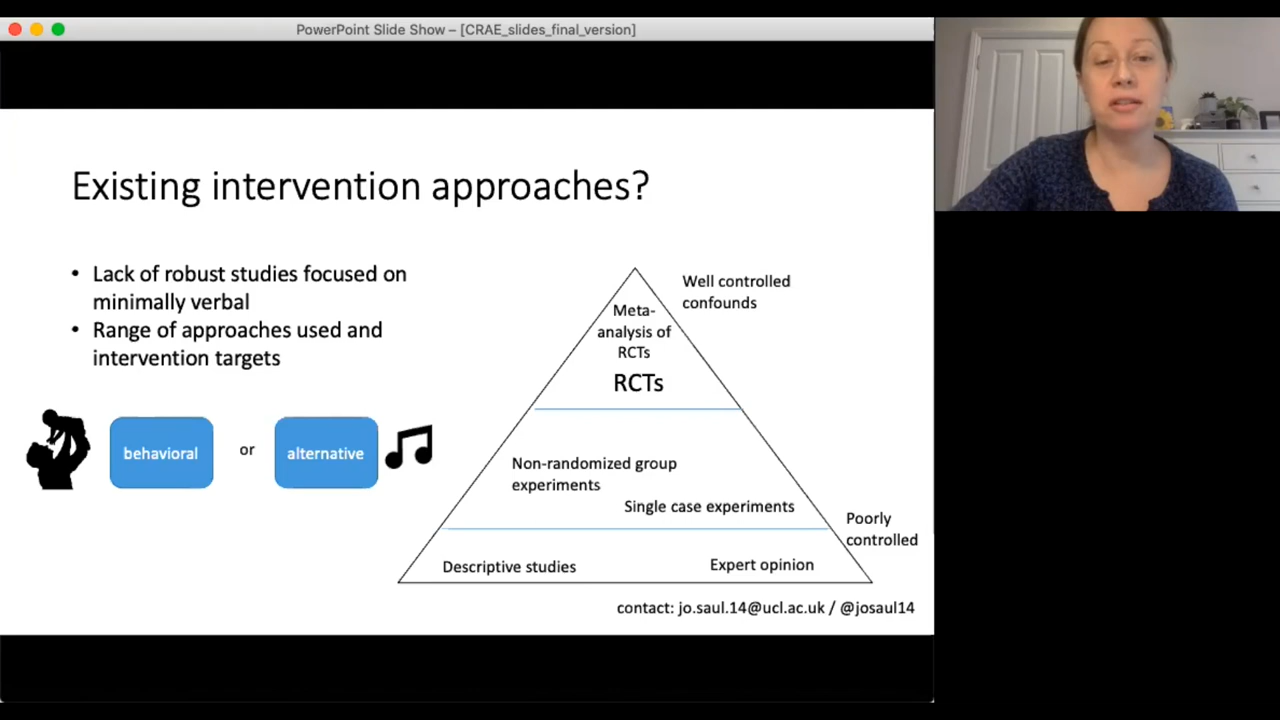 PowerPoint Slide Show – [CRAE_slides_final_version]
Existing intervention approaches?
• Lack of robust studies focused on
minimally verbal
• Range of approaches used and
intervention targets
behavioral
or
alternative
Well controlled
confounds
Meta-
analysis of
RCTs
RCTs
Non-randomized group
experiments
Single case experiments
Poorly
controlled
Descriptive studies
Expert opinion
contact: jo.saul.14@ucl.ac.uk / @josaul14